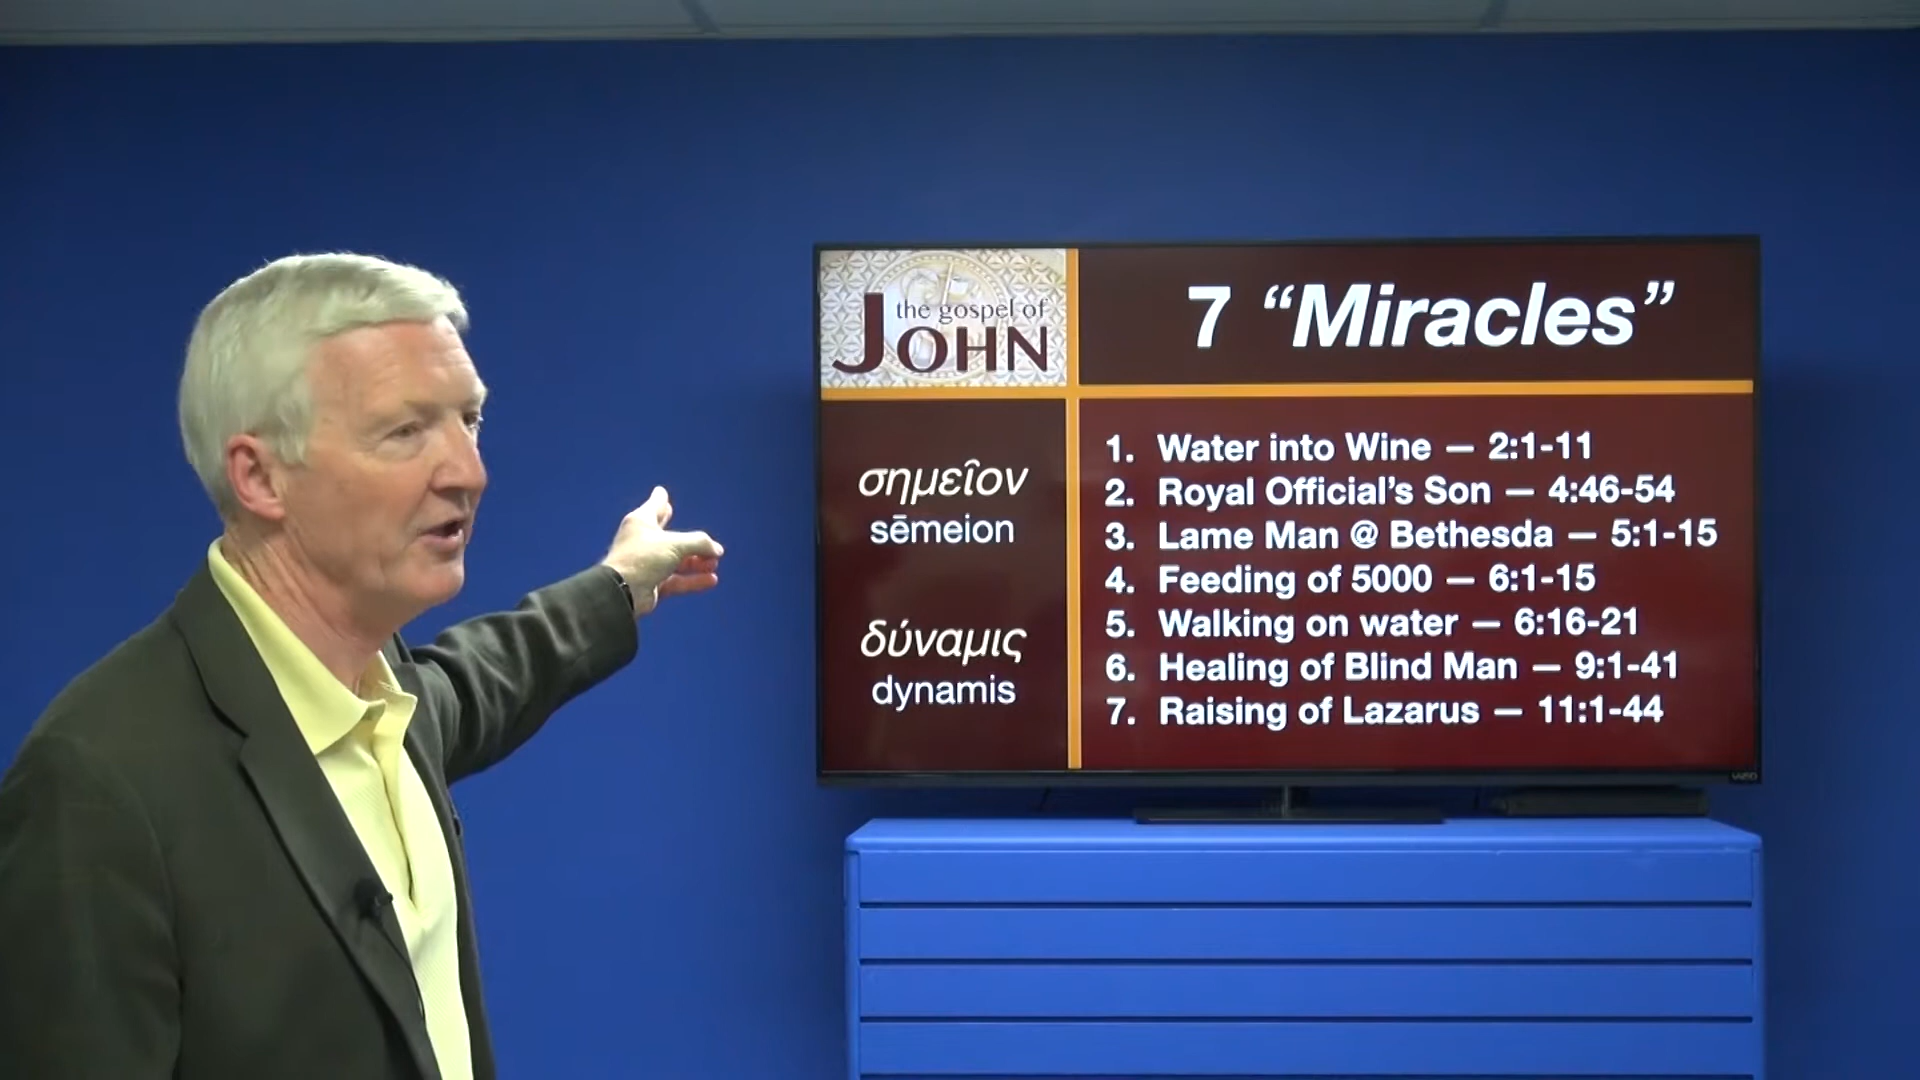 the gospel of
JOHN
7 “Miracles”
σημεῖον
sēmeion
δύναμις
dynamis
1. Water into Wine – 2:1-11
2. Royal Official’s Son – 4:46-54
3. Lame Man @ Bethesda – 5:1-15
4. Feeding of 5000 – 6:1-15
5. Walking on water – 6:16-21
6. Healing of Blind Man – 9:1-41
7. Raising of Lazarus – 11:1-44
VIZIO